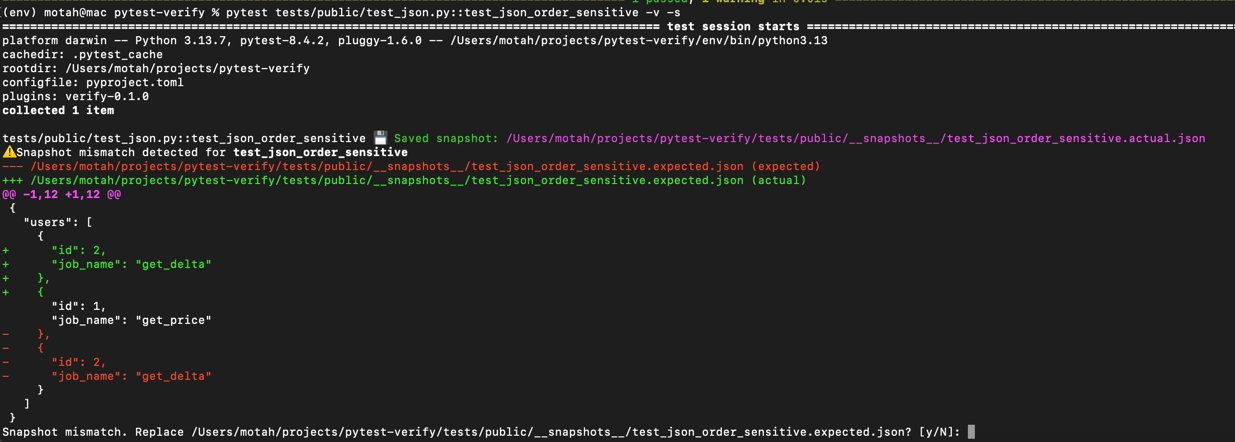 1 passed, 1 warning in 0.01s
(env) motah@mac pytest-verify % pytest tests/public/test_json.py::test_json_order_sensitive -v -s
test session starts
platform darwin -- Python 3.13.7, pytest-8.4.2, pluggy-1.6.0 -- /Users/motah/projects/pytest-verify/env/bin/python3.13
cachedir: .pytest_cache
rootdir: /Users/motah/projects/pytest-verify
configfile: pyproject.toml
plugins: verify-0.1.0
collected 1 item
tests/public/test_json.py::test_json_order_sensitive 💾 Saved snapshot: /Users/motah/projects/pytest-verify/tests/public/__snapshots__/test_json_order_sensitive.actual.json
⚠️Snapshot mismatch detected for test_json_order_sensitive
--- /Users/motah/projects/pytest-verify/tests/public/__snapshots__/test_json_order_sensitive.expected.json (expected)
+++ /Users/motah/projects/pytest-verify/tests/public/__snapshots__/test_json_order_sensitive.expected.json (actual)
@@ -1,12 +1,12 @@
 {
   "users": [
     {
+      "id": 2,
+      "job_name": "get_delta"
+    },
+    {
       "id": 1,
       "job_name": "get_price"
-    },
-    {
-      "id": 2,
-      "job_name": "get_delta"
     }
   ]
 }
Snapshot mismatch. Replace /Users/motah/projects/pytest-verify/tests/public/__snapshots__/test_json_order_sensitive.expected.json? [y/N]: